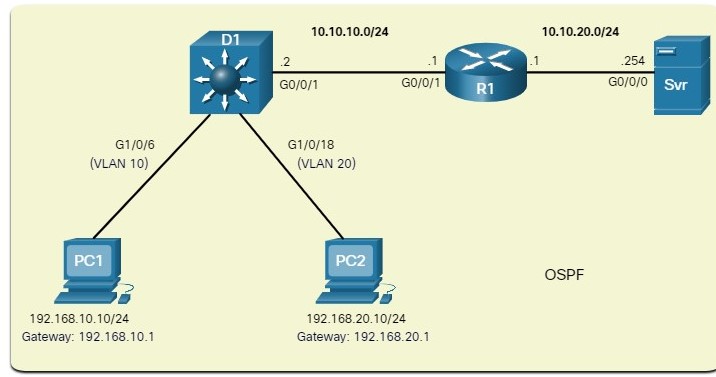 10.10.10.0/24
10.10.20.0/24
D1
.2
.1
.1
.254
G0/0/1
G0/0/1
R1
G0/0/0
Svr
G1/0/6
(VLAN 10)
G1/0/18
(VLAN 20)
PC1
PC2
OSPF
192.168.10.10/24
Gateway: 192.168.10.1
192.168.20.10/24
Gateway: 192.168.20.1